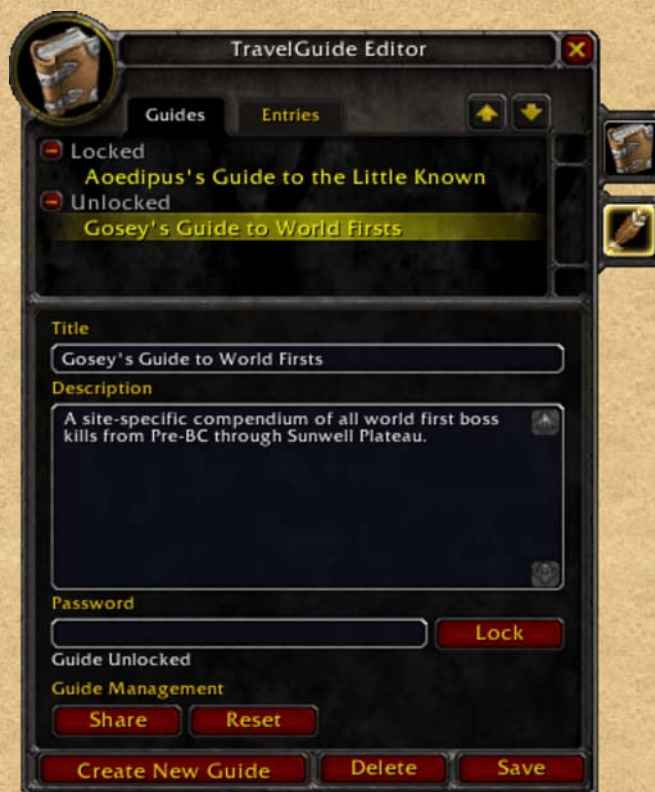 TravelGuide Editor
Guides Entries
Locked
Aoedipus's Guide to the Little Known
Unlocked
Gosey's Guide to World Firsts
Title
Gosey's Guide to World Firsts
Description
A site-specific compendium of all world first boss
kills from Pre-BC through Sunwell Plateau.
Password
Lock
Guide Unlocked
Guide Management
Share Reset
Create New Guide Delete Save